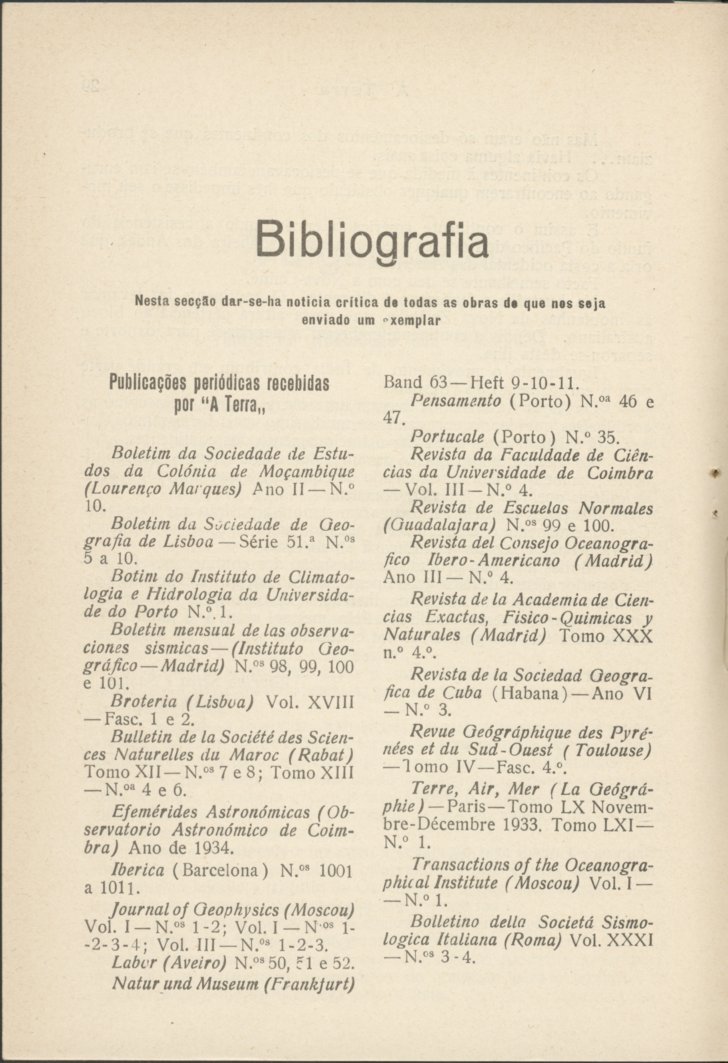 Bibliografia
Nesta secção dar-se-ha noticia crítica de todas as obras de que nos seja
enviado um exemplar
Publicações periódicas recebidas
por "A Terra„
Boletim da Sociedade de Estu-
dos da Colónia de Moçambique
(Lourenço Marques) Ano II — N.º
10.
Boletim da Sociedade de Geo-
grafia de Lisboa — Série 51.ª N.ºs
5 a 10.
Botim do Instituto de Climato-
logia e Hidrologia da Universida-
de do Porto N.º 1.
Boletin mensual de las observa-
ciones sismicas — (Instituto Geo-
gráfico — Madrid) N.ºs 98, 99, 100
e 101.
Broteria (Lisboa) Vol. XVIII
— Fasc. 1 e 2.
Bulletin de la Société des Scien-
ces Naturelles du Maroc (Rabat)
Tomo XII — N.ºs 7 e 8; Tomo XIII
— N.ºa 4 e 6.
Efemérides Astronómicas (Ob-
servatorio Astronómico de Coim-
bra) Ano de 1934.
Iberica (Barcelona) N.ºs 1001
a 1011.
Journal of Geophysics (Moscou)
Vol. I — N.ºs 1-2; Vol. I — N.ºs 1-
-2-3-4; Vol. III — N.ºs 1-2-3.
Labor (Aveiro) N.ºs 50, 51 e 52.
Natur und Museum (Frankfurt)
Band 63 — Heft 9-10-11.
Pensamento (Porto) N.ºa 46 e
47.
Portucale (Porto) N.º 35.
Revista da Faculdade de Ciên-
cias da Universidade de Coimbra
— Vol. III — N.º 4.
Revista de Escuelas Normales
(Guadalajara) N.ºs 99 e 100.
Revista del Consejo Oceanogra-
fico Ibero-Americano (Madrid)
Ano III — N.º 4.
Revista de la Academia de Cien-
cias Exactas, Fisico-Quimicas y
Naturales (Madrid) Tomo XXX
n.º 4.º.
Revista de la Sociedad Geogra-
fica de Cuba (Habana) — Ano VI
— N.º 3.
Revue Geógráphique des Pyré-
nées et du Sud-Ouest (Toulouse)
— Tomo IV — Fasc. 4.º.
Terre, Air, Mer (La Geógrá-
phie) — Paris — Tomo LX Novem-
bre-Décembre 1933. Tomo LXI —
N.º 1.
Transactions of the Oceanogra-
phical Institute (Moscou) Vol. I —
— N.º 1.
Bolletino della Societá Sismo-
logica Italiana (Roma) Vol. XXXI
— N.ºs 3-4.